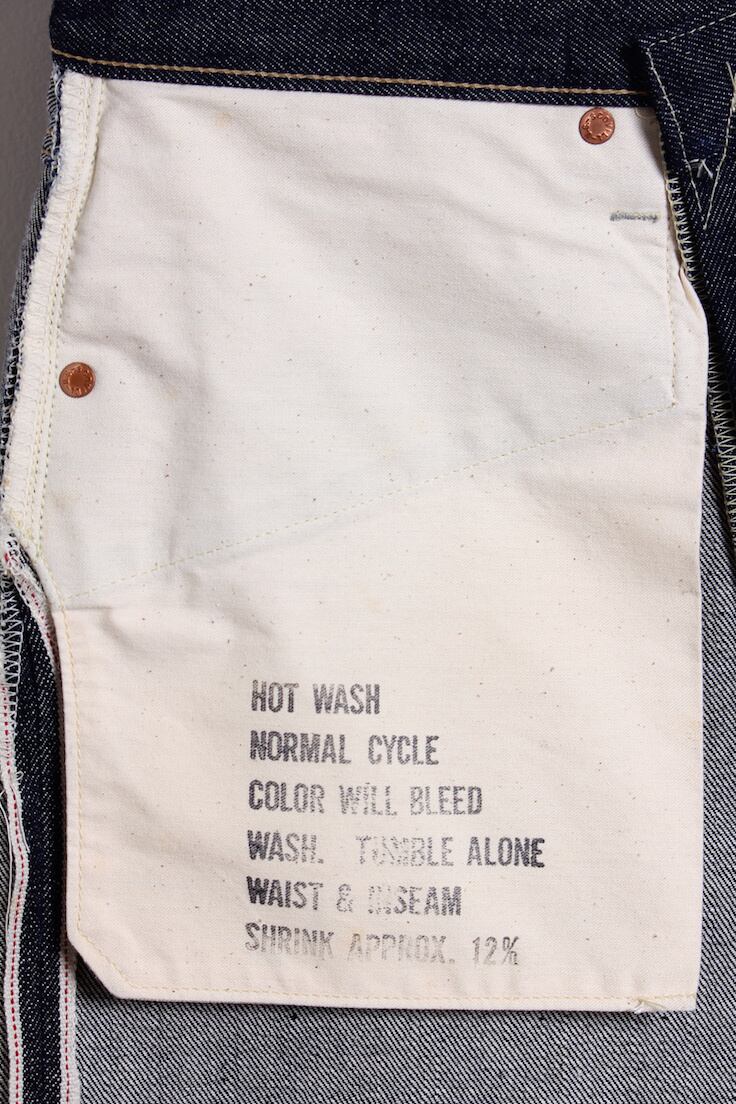 HOT WASH
NORMAL CYCLE
COLOR WILL BLEED
WASH. TUMBLE ALONE
WAIST & INSEAM
SHRINK APPROX. 12%